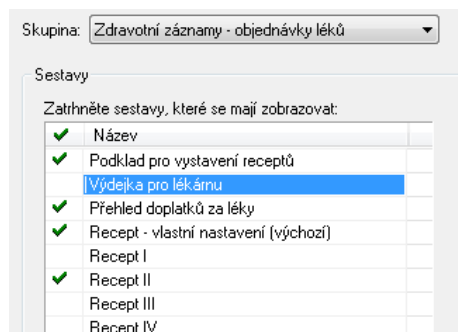 Skupina: Zdravotní záznamy - objednávky léků
Sestavy
Zatrhněte sestavy, které se mají zobrazovat:
Název
Podklad pro vystavení receptů
Výdejka pro lékárnu
Přehled doplatků za léky
Recept - vlastní nastavení (výchozí)
Recept I
Recept II
Recept III
Recept IV